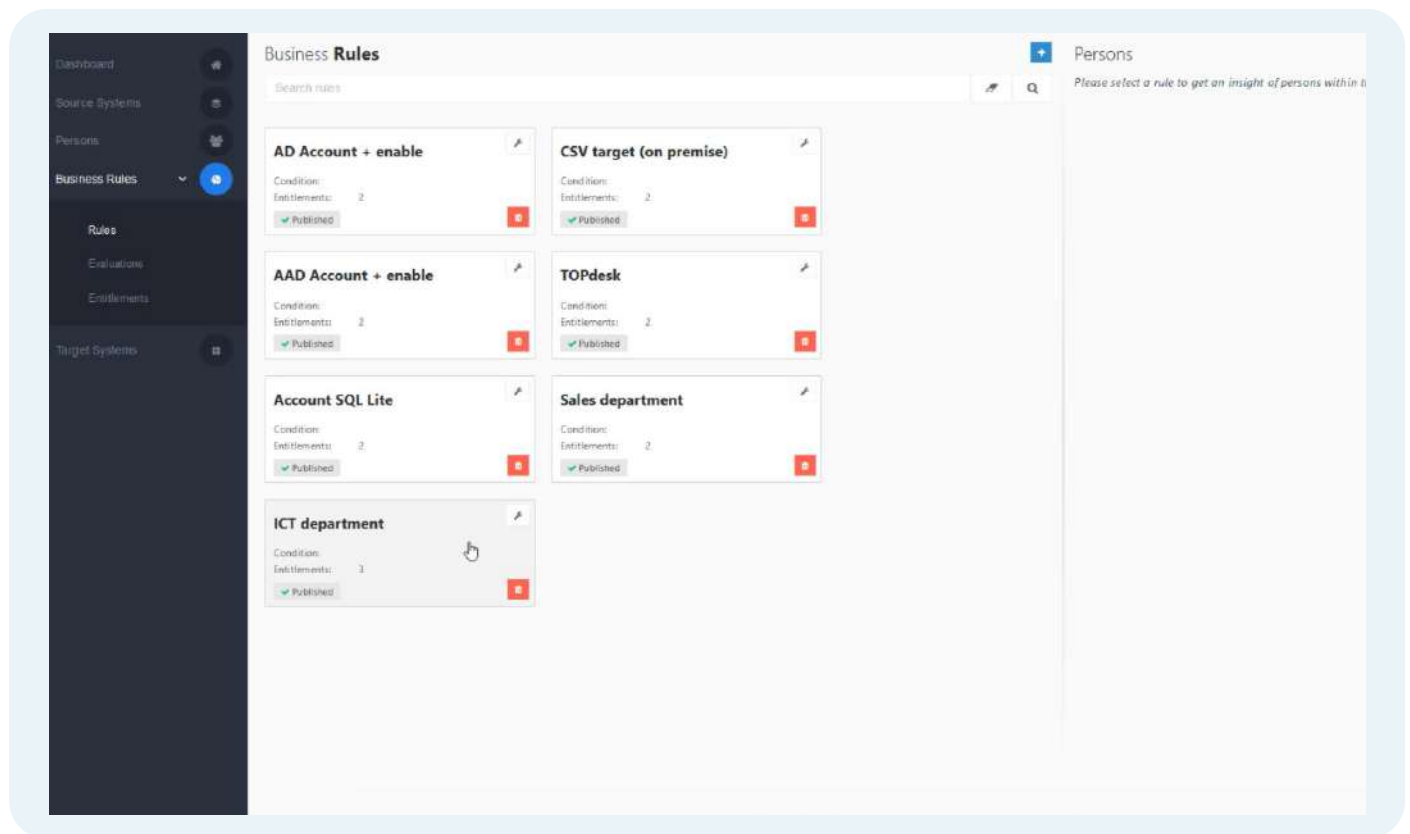 Dashboard
Source Systems
Persons
Business Rules
Rules
Evaluations
Entitlements
Target Systems
Business Rules
Search rules
AD Account + enable
Condition:
Entitlements: 2
Published
CSV target (on premise)
Condition:
Entitlements: 2
Published
AAD Account + enable
Condition:
Entitlements: 2
Published
TOPdesk
Condition:
Entitlements: 2
Published
Account SQL Lite
Condition:
Entitlements: 2
Published
Sales department
Condition:
Entitlements: 2
Published
ICT department
Condition:
Entitlements: 3
Published
Persons
Please select a rule to get an insight of persons within